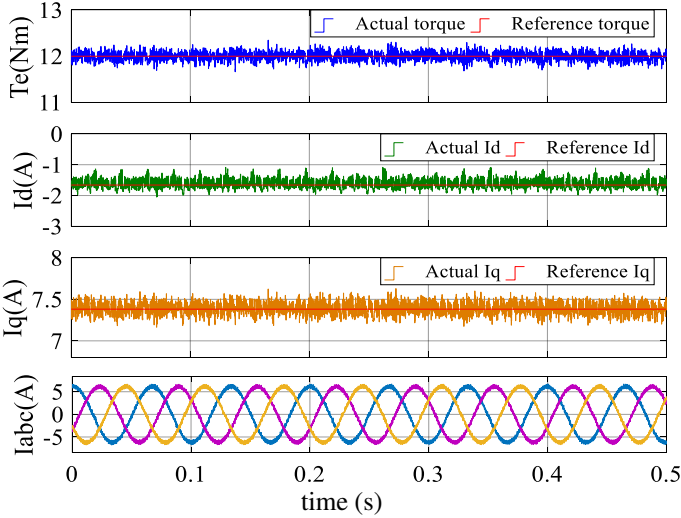 Te(Nm)
13
12
11
Actual torque Reference torque
Id(A)
0
-1
-2
-3
Actual Id Reference Id
Iq(A)
8
7.5
7
Actual Iq Reference Iq
Iabc(A)
5
0
-5
0 0.1 0.2 0.3 0.4 0.5
time (s)